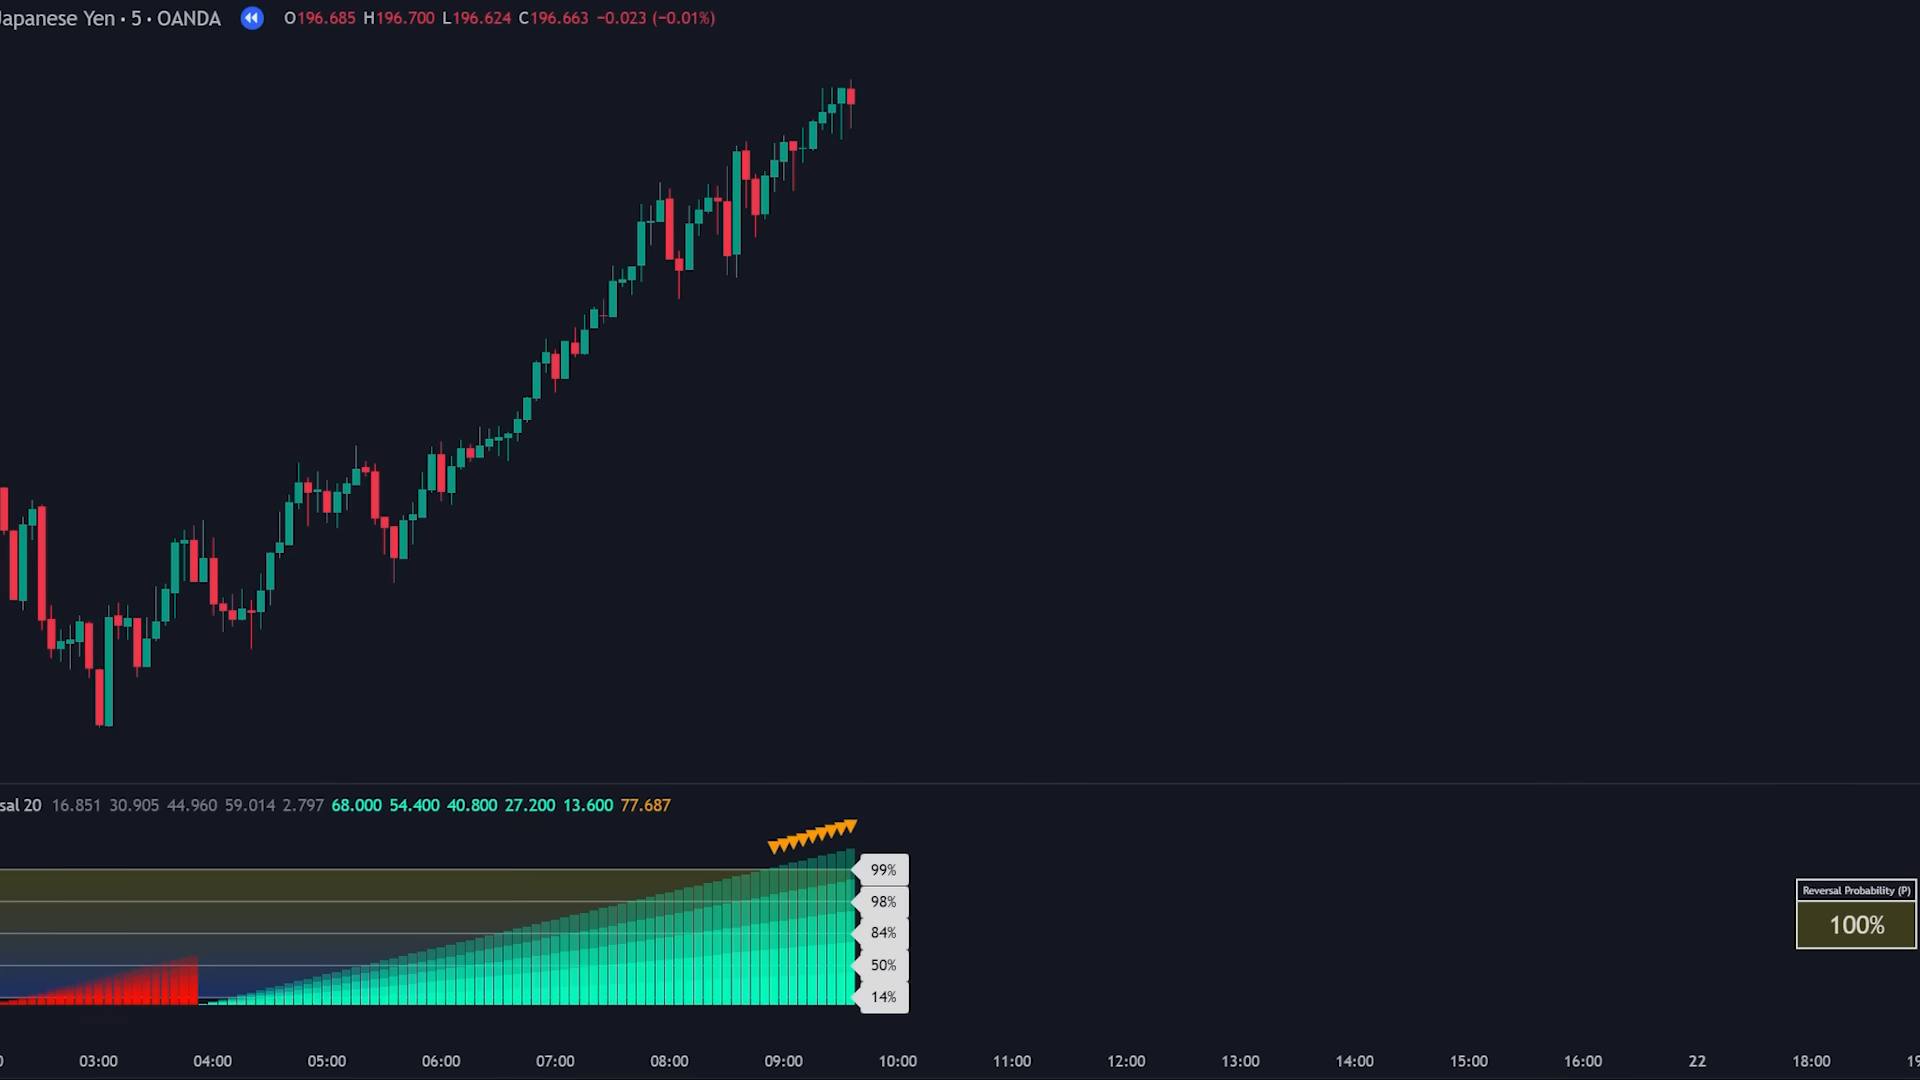 Japanese Yen · 5 · OANDA O196.685 H196.700 L196.624 C196.663 −0.023 (−0.01%)
sal 20 16.851 30.905 44.960 59.014 2.797 68.000 54.400 40.800 27.200 13.600 77.687
99%
98%
84%
50%
14%
Reversal Probability (P)
100%
03:00 04:00 05:00 06:00 07:00 08:00 09:00 10:00 11:00 12:00 13:00 14:00 15:00 16:00 22 18:00